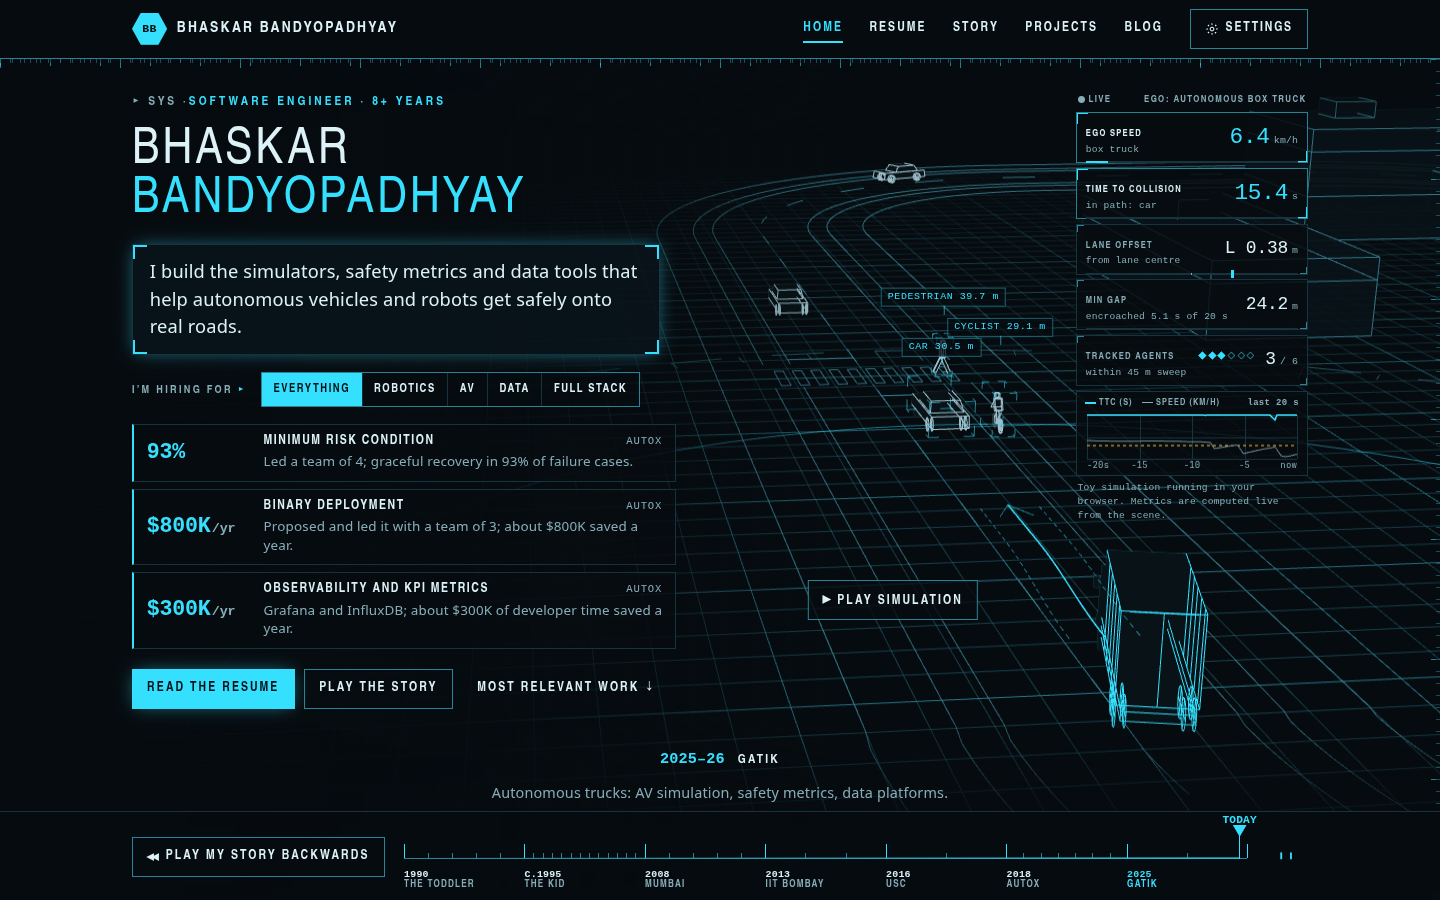 BB BHASKAR BANDYOPADHYAY
HOME RESUME STORY PROJECTS BLOG SETTINGS
SYS ·SOFTWARE ENGINEER · 8+ YEARS
BHASKAR
BANDYOPADHYAY
I build the simulators, safety metrics and data tools that
help autonomous vehicles and robots get safely onto
real roads.
I'M HIRING FOR
EVERYTHING ROBOTICS AV DATA FULL STACK
93%
MINIMUM RISK CONDITION AUTOX
Led a team of 4; graceful recovery in 93% of failure cases.
$800K/yr
BINARY DEPLOYMENT AUTOX
Proposed and led it with a team of 3; about $800K saved a
year.
$300K/yr
OBSERVABILITY AND KPI METRICS AUTOX
Grafana and InfluxDB; about $300K of developer time saved a
year.
READ THE RESUME PLAY THE STORY MOST RELEVANT WORK ↓
PEDESTRIAN 39.7 m
CYCLIST 29.1 m
CAR 30.5 m
PLAY SIMULATION
LIVE EGO: AUTONOMOUS BOX TRUCK
EGO SPEED 6.4 km/h
box truck
TIME TO COLLISION 15.4 s
in path: car
LANE OFFSET L 0.38 m
from lane centre
MIN GAP 24.2 m
encroached 5.1 s of 20 s
TRACKED AGENTS 3 / 6
within 45 m sweep
TTC (S) SPEED (KM/H) last 20 s
-20s -15 -10 -5 now
Toy simulation running in your
browser. Metrics are computed live
from the scene.
2025–26 GATIK
Autonomous trucks: AV simulation, safety metrics, data platforms.
TODAY
PLAY MY STORY BACKWARDS
1990 C.1995 2008 2013 2016 2018 2025
THE TODDLER THE KID MUMBAI IIT BOMBAY USC AUTOX GATIK